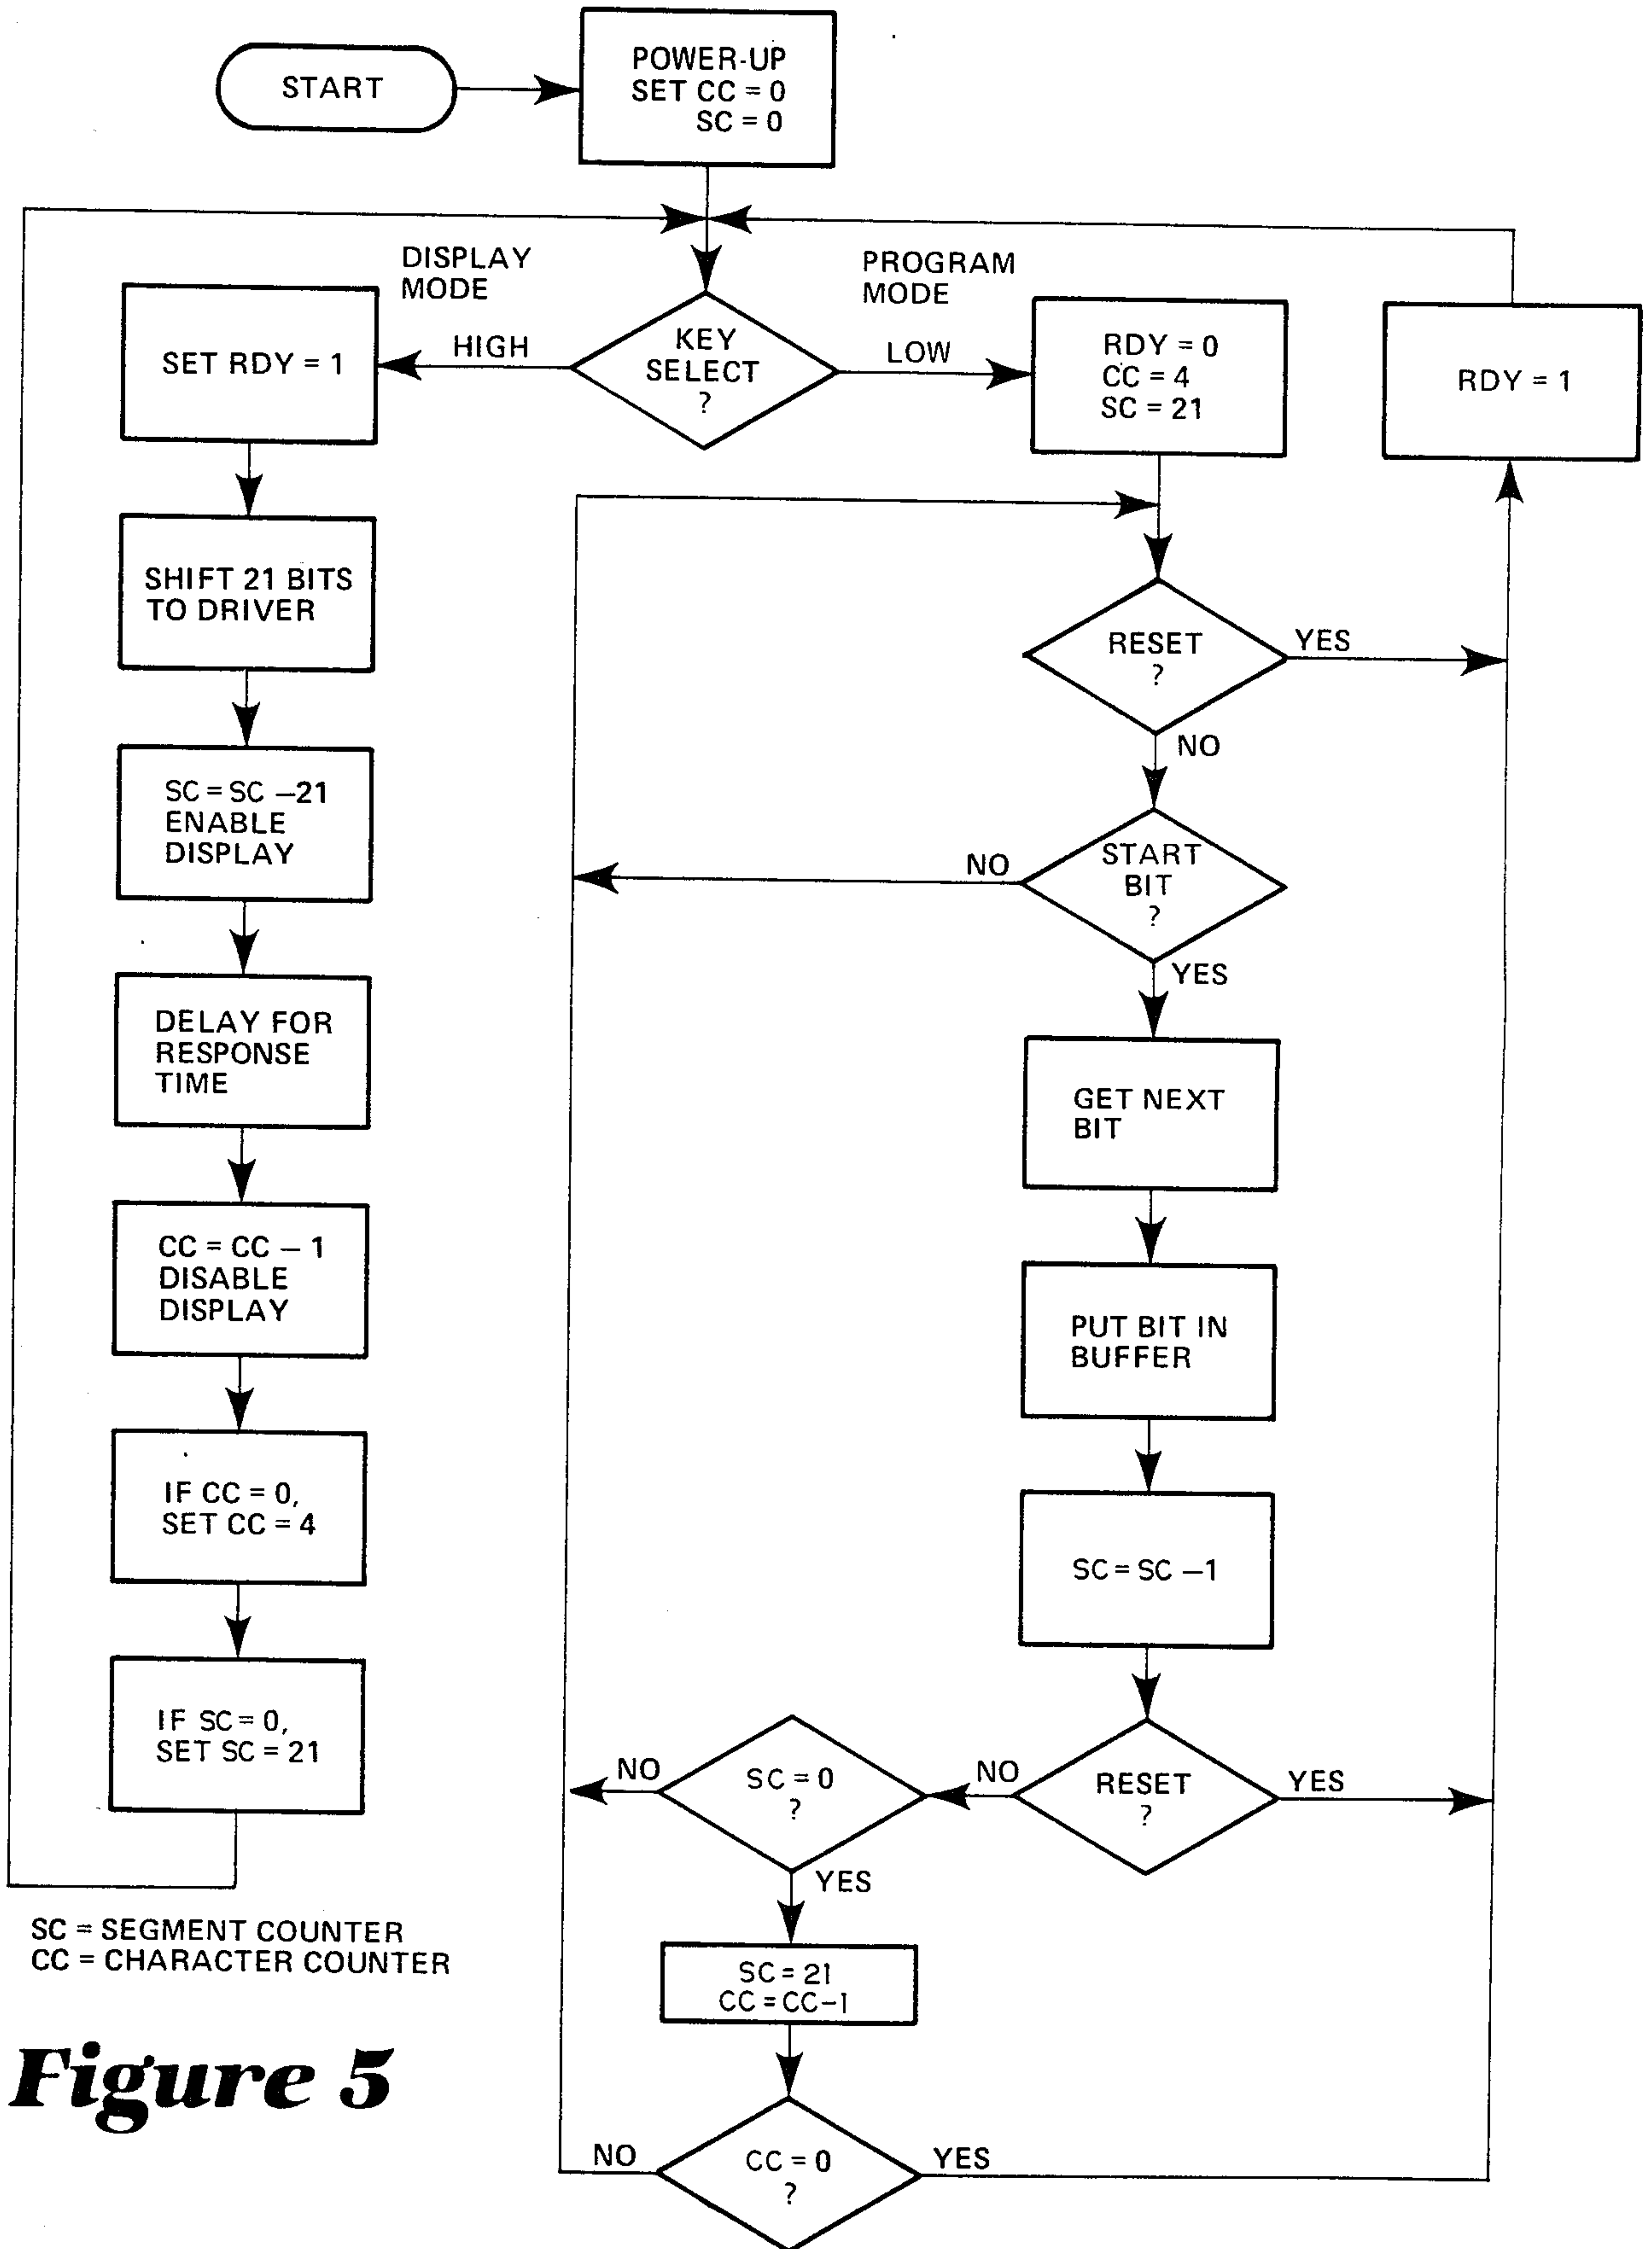 START
POWER-UP
SET CC = 0
SC = 0
DISPLAY
MODE
PROGRAM
MODE
SET RDY = 1
HIGH
KEY
SELECT
?
LOW
RDY = 0
CC = 4
SC = 21
RDY = 1
SHIFT 21 BITS
TO DRIVER
RESET
?
YES
NO
SC = SC –21
ENABLE
DISPLAY
NO
START
BIT
?
YES
DELAY FOR
RESPONSE
TIME
GET NEXT
BIT
CC = CC – 1
DISABLE
DISPLAY
PUT BIT IN
BUFFER
IF CC = 0,
SET CC = 4
SC = SC –1
IF SC = 0,
SET SC = 21
NO
SC = 0
?
NO
RESET
?
YES
YES
SC = SEGMENT COUNTER
CC = CHARACTER COUNTER
SC = 21
CC = CC–1
Figure 5
NO
CC = 0
?
YES